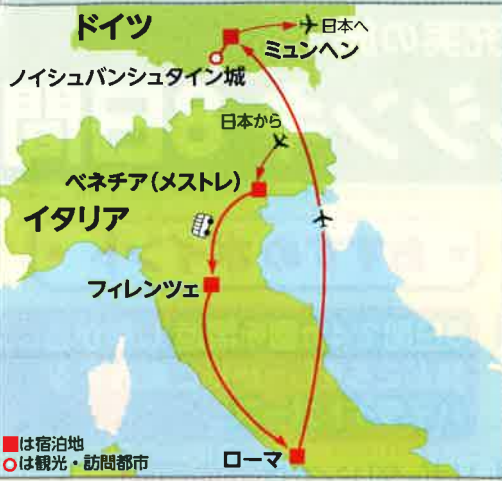 ドイツ
日本へ
ミュンヘン
ノイシュバンシュタイン城
日本から
ベネチア(メストレ)
イタリア
フィレンツェ
ローマ
■は宿泊地
○は観光・訪問都市